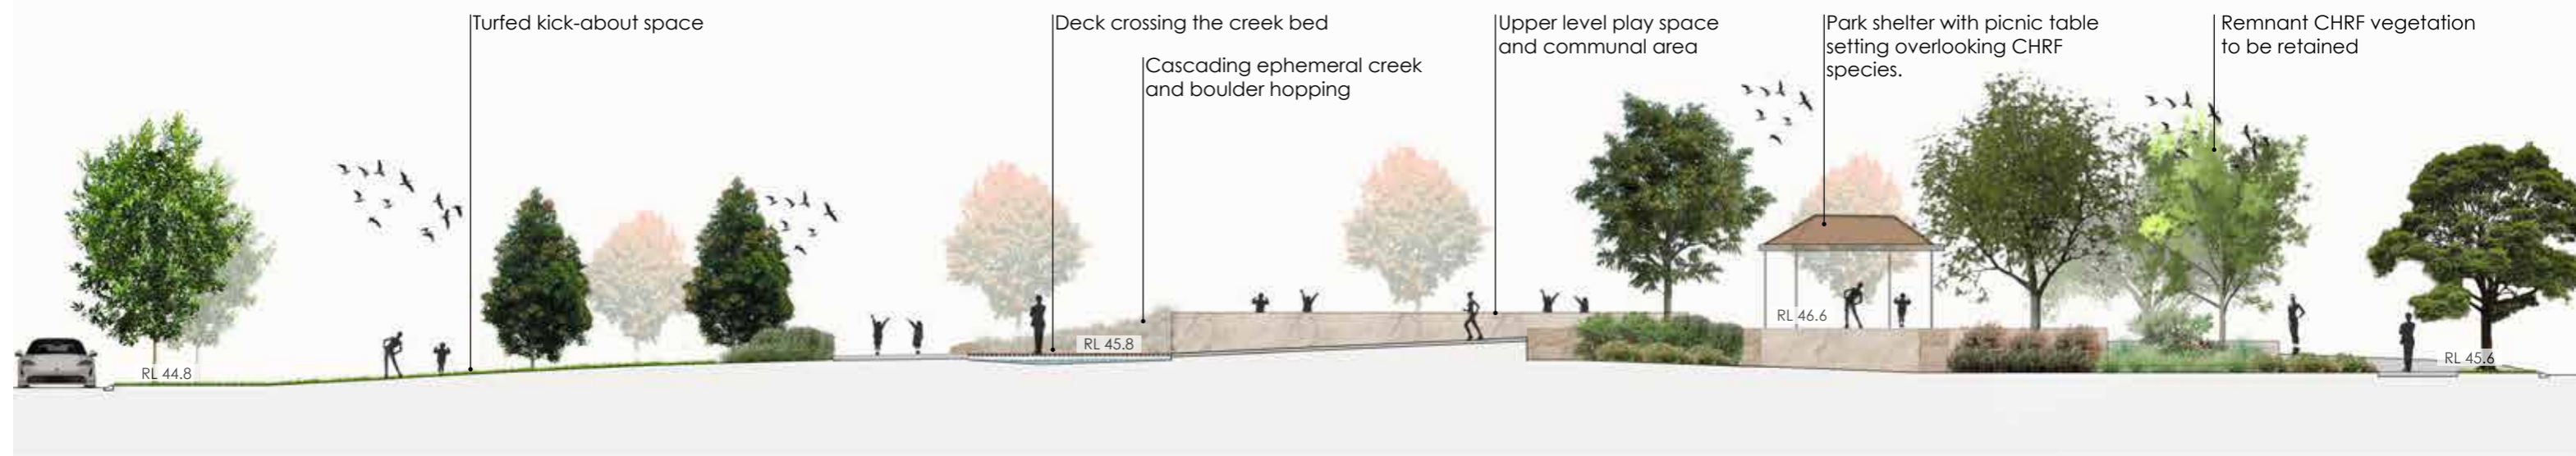 Turfed kick-about space
Deck crossing the creek bed
Cascading ephemeral creek
and boulder hopping
Upper level play space
and communal area
Park shelter with picnic table
setting overlooking CHRF
species.
Remnant CHRF vegetation
to be retained
RL 44.8
RL 45.8
RL 46.6
RL 45.6